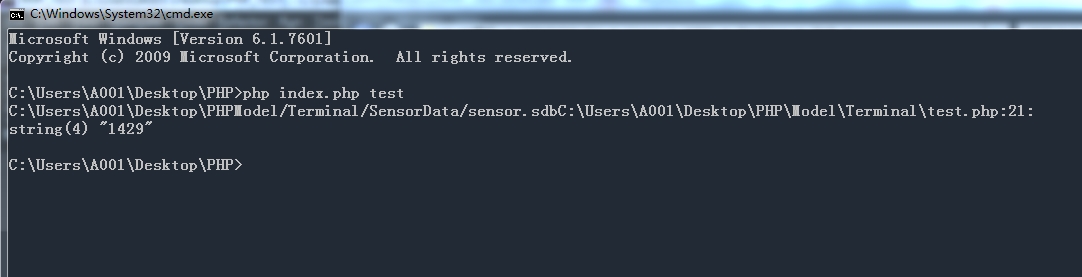 C:\Windows\System32\cmd.exe
Microsoft Windows [Version 6.1.7601]
Copyright (c) 2009 Microsoft Corporation.  All rights reserved.
C:\Users\A001\Desktop\PHP>php index.php test
C:\Users\A001\Desktop\PHPModel/Terminal/SensorData/sensor.sdbC:\Users\A001\Desktop\PHP\Model\Terminal\test.php:21:
string(4) "1429"
C:\Users\A001\Desktop\PHP>